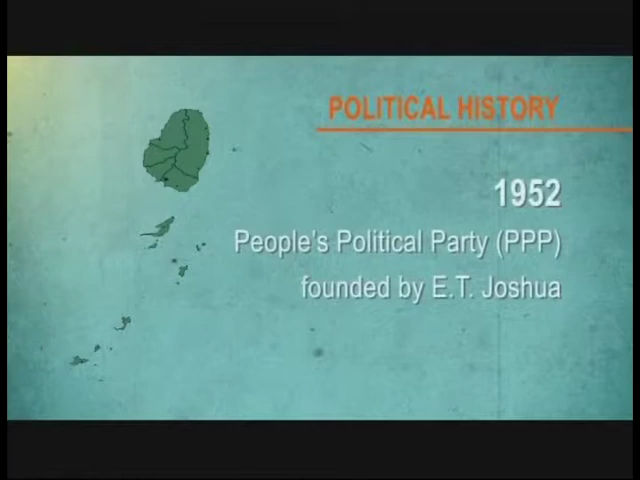 POLITICAL HISTORY
1952
People's Political Party (PPP)
founded by E.T. Joshua